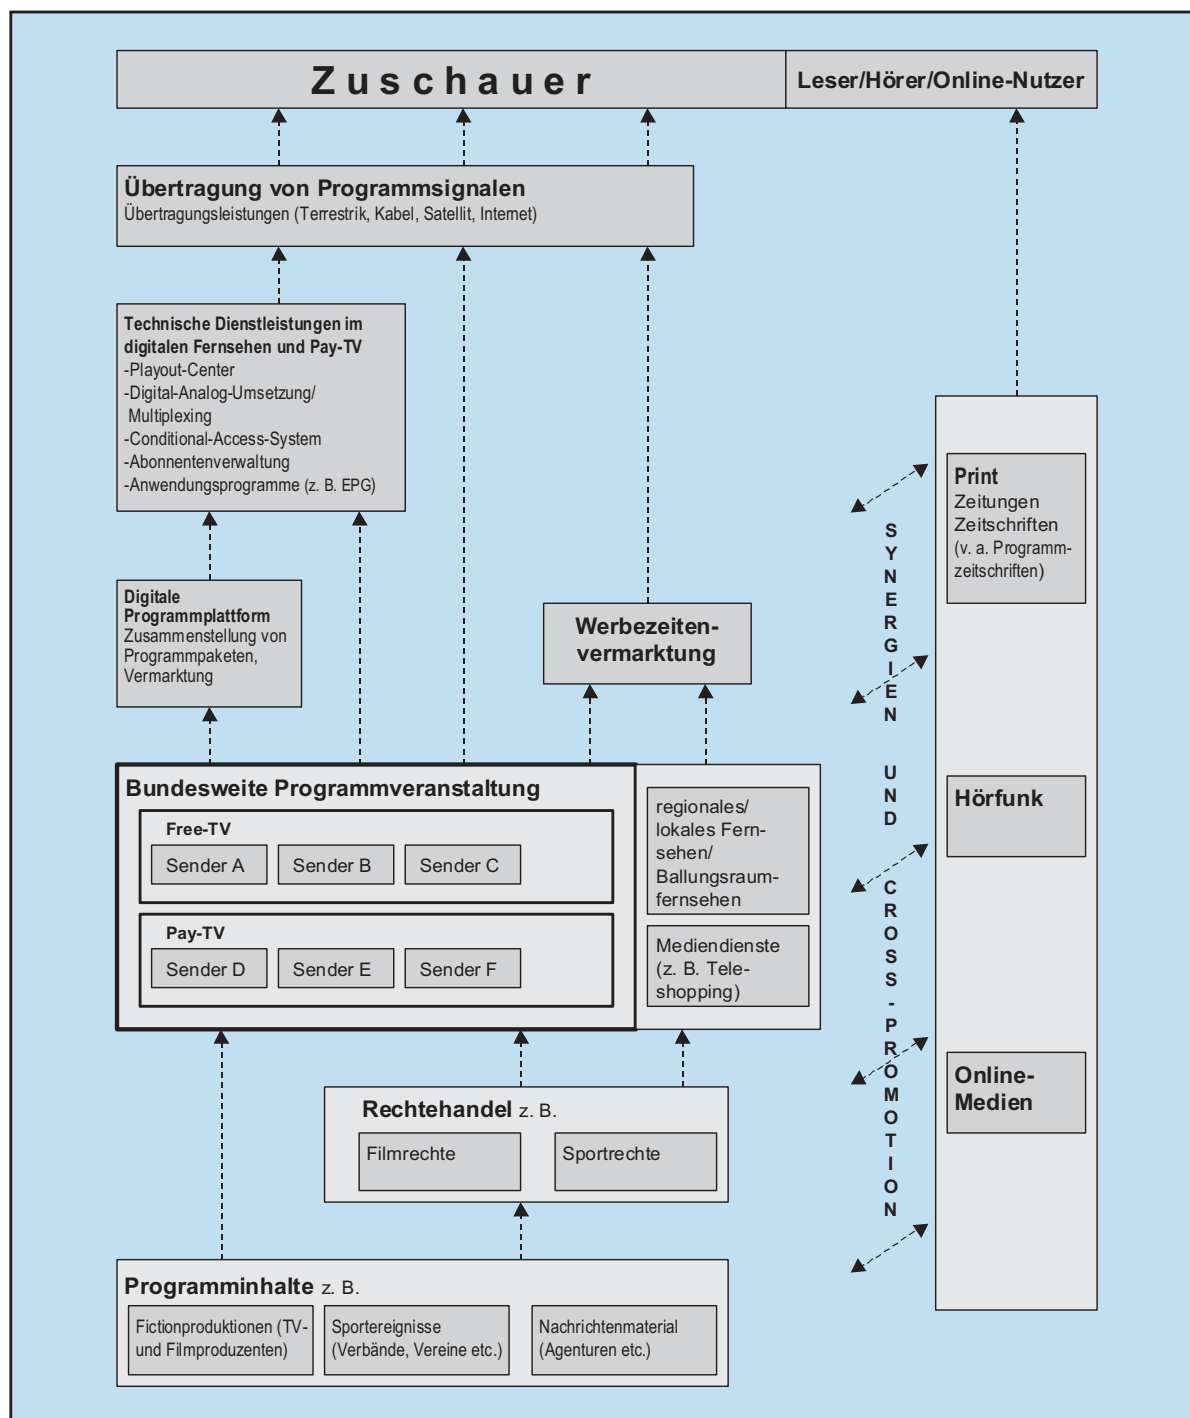 Zuschauer
Leser/Hörer/Online-Nutzer
Übertragung von Programmsignalen
Übertragungsleistungen (Terrestrik, Kabel, Satellit, Internet)
Technische Dienstleistungen im
digitalen Fernsehen und Pay-TV
-Playout-Center
-Digital-Analog-Umsetzung/
Multiplexing
-Conditional-Access-System
-Abonnentenverwaltung
-Anwendungsprogramme (z. B. EPG)
Digitale
Programmplattform
Zusammenstellung von
Programmpaketen,
Vermarktung
Werbezeiten-
vermarktung
Bundesweite Programmveranstaltung
Free-TV
Sender A
Sender B
Sender C
Pay-TV
Sender D
Sender E
Sender F
regionales/
lokales Fern-
sehen/
Ballungsraum-
fernsehen
Mediendienste
(z. B. Tele-
shopping)
Rechtehandel z. B.
Filmrechte
Sportrechte
Programminhalte z. B.
Fictionproduktionen (TV-
und Filmproduzenten)
Sportereignisse
(Verbände, Vereine etc.)
Nachrichtenmaterial
(Agenturen etc.)
SYNERGIEN UND CROSS-PROMOTION
Print
Zeitungen
Zeitschriften
(v. a. Programm-
zeitschriften)
Hörfunk
Online-
Medien